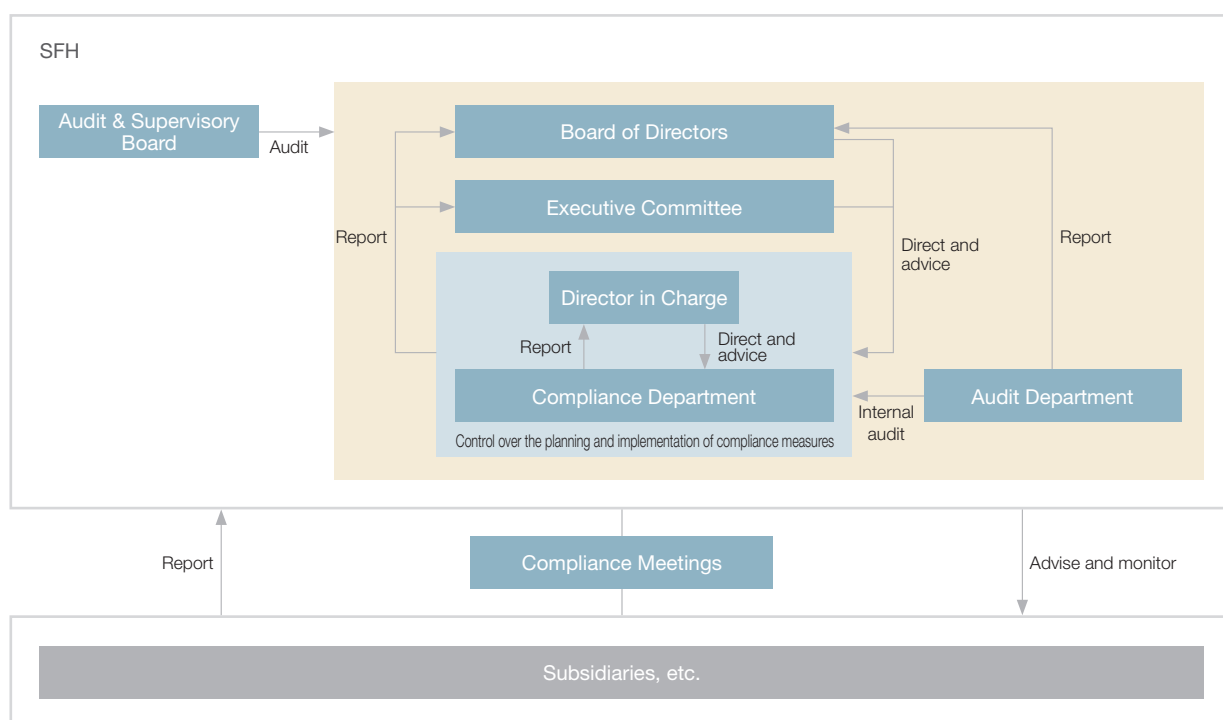 SFH
Audit & Supervisory
Board
Audit
Board of Directors
Executive Committee
Report
Direct and
advice
Report
Director in Charge
Report
Direct and
advice
Compliance Department
Internal
audit
Audit Department
Control over the planning and implementation of compliance measures
Report
Compliance Meetings
Advise and monitor
Subsidiaries, etc.